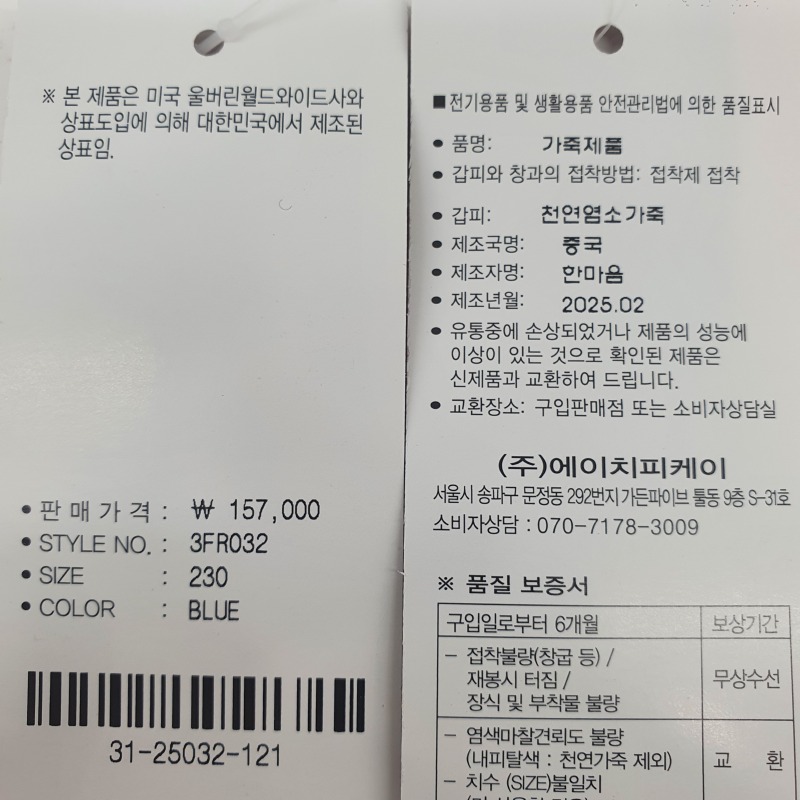 ※ 본 제품은 미국 울버린월드와이드사와
상표도입에 의해 대한민국에서 제조된
상표임.
• 판 매 가 격 : ₩ 157,000
• STYLE NO. : 3FR032
• SIZE : 230
• COLOR : BLUE
31-25032-121
■ 전기용품 및 생활용품 안전관리법에 의한 품질표시
• 품명: 가죽제품
• 갑피와 창과의 접착방법: 접착제 접착
• 갑피: 천연염소가죽
• 제조국명: 중국
• 제조자명: 한마음
• 제조년월: 2025.02
• 유통중에 손상되었거나 제품의 성능에
이상이 있는 것으로 확인된 제품은
신제품과 교환하여 드립니다.
• 교환장소: 구입판매점 또는 소비자상담실
(주)에이치피케이
서울시 송파구 문정동 292번지 가든파이브 툴동 9층 S-31호
소비자상담 : 070-7178-3009
※ 품질 보증서
구입일로부터 6개월 보상기간
- 접착불량(창굽 등) /
재봉시 터짐 /
장식 및 부착물 불량
무상수선
- 염색마찰견뢰도 불량
(내피탈색 : 천연가죽 제외)
- 치수 (SIZE)불일치
교 환